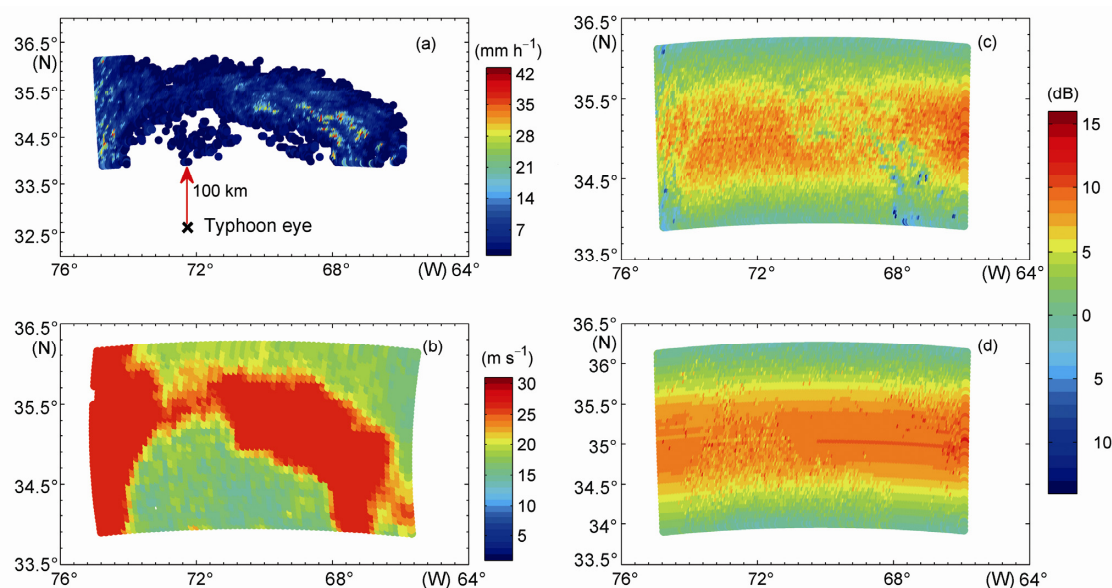 36.5°
(N)
35.5°
34.5°
33.5°
32.5°
(a)
(mm h⁻¹)
42
35
28
21
14
7
100 km
Typhoon eye
76° 72° 68° (W) 64°
36.5°
(N)
35.5°
34.5°
33.5°
(c)
76° 72° 68° (W) 64°
(dB)
15
10
5
0
5
10
36.5°
(N)
35.5°
34.5°
33.5°
(b)
(m s⁻¹)
30
25
20
15
10
5
76° 72° 68° (W) 64°
36.5°
(N)
36°
35.5°
35°
34.5°
34°
33.5°
(d)
76° 72° 68° (W) 64°